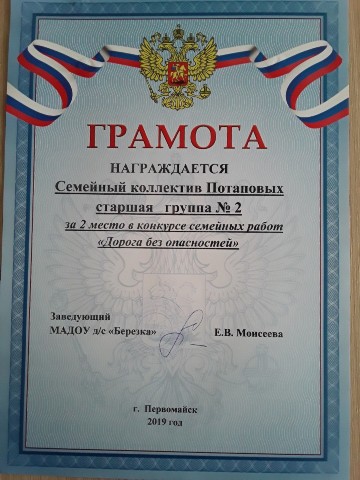 ГРАМОТА
НАГРАЖДАЕТСЯ
Семейный коллектив Потаповых
старшая группа № 2
за 2 место в конкурсе семейных работ
«Дорога без опасностей»
Заведующий
МАДОУ д/с «Березка» Е.В. Моисеева
г. Первомайск
2019 год